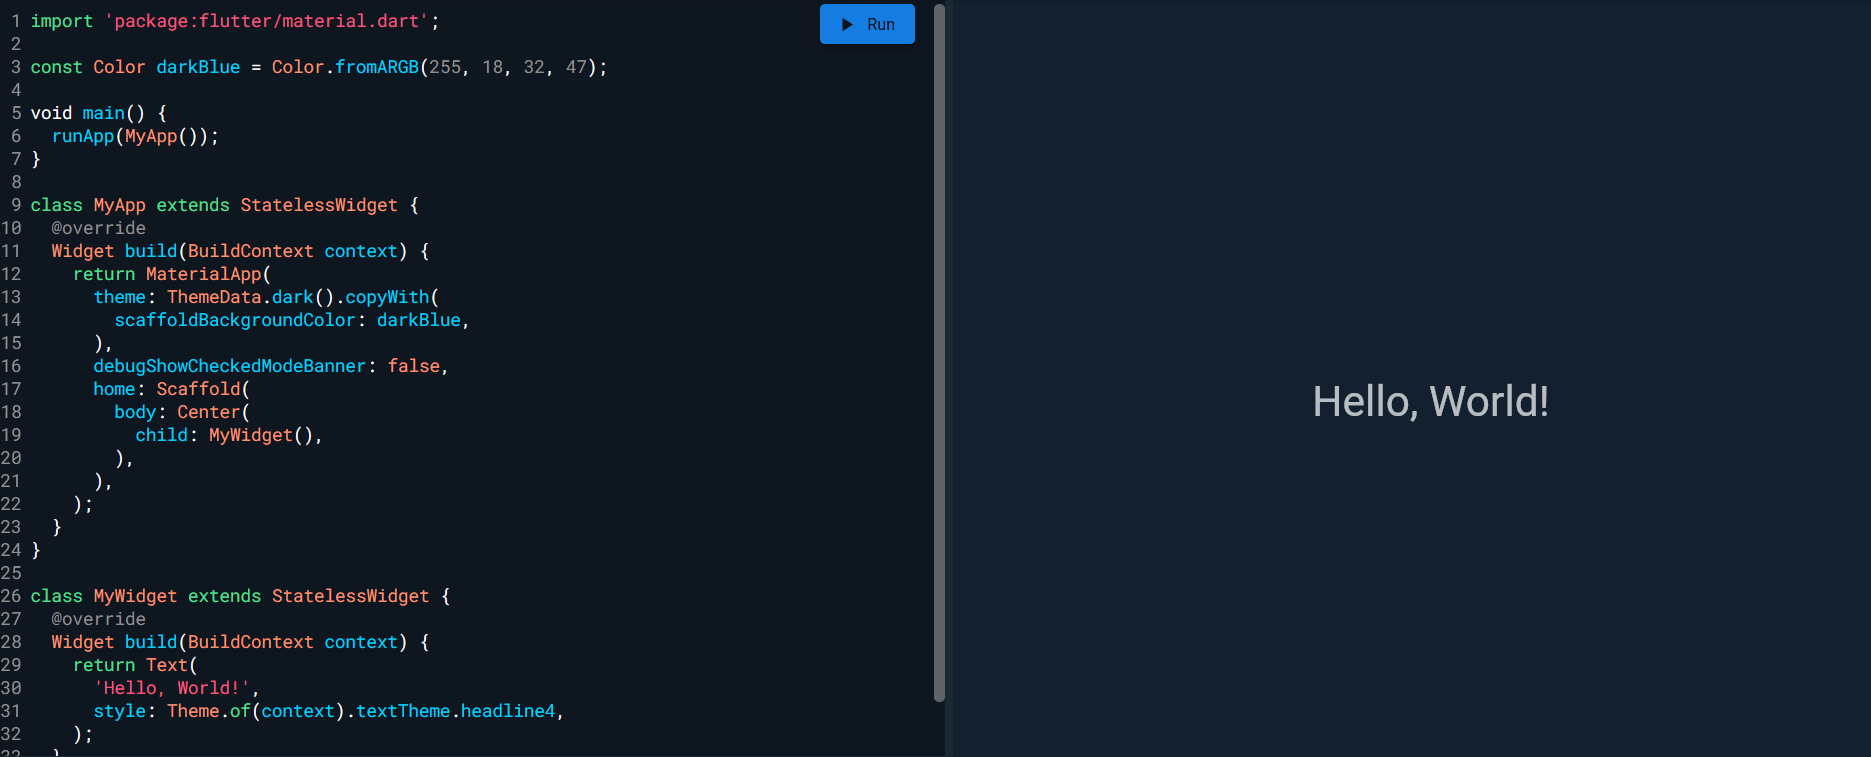 1 import 'package:flutter/material.dart';
2
3 const Color darkBlue = Color.fromARGB(255, 18, 32, 47);
4
5 void main() {
6   runApp(MyApp());
7 }
8
9 class MyApp extends StatelessWidget {
10   @override
11   Widget build(BuildContext context) {
12     return MaterialApp(
13       theme: ThemeData.dark().copyWith(
14         scaffoldBackgroundColor: darkBlue,
15       ),
16       debugShowCheckedModeBanner: false,
17       home: Scaffold(
18         body: Center(
19           child: MyWidget(),
20         ),
21       ),
22     );
23   }
24 }
25
26 class MyWidget extends StatelessWidget {
27   @override
28   Widget build(BuildContext context) {
29     return Text(
30       'Hello, World!',
31       style: Theme.of(context).textTheme.headline4,
32     );
33   }
Run
Hello, World!